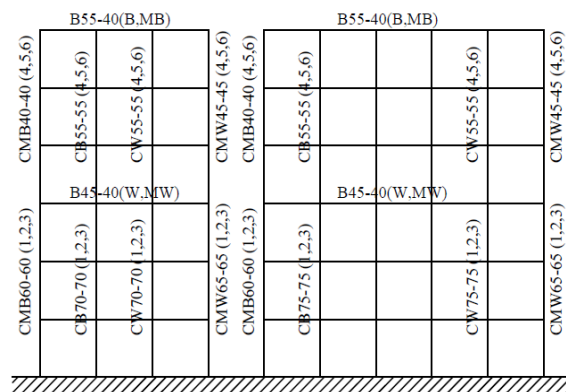 B55-40(B,MB)
B55-40(B,MB)
CMB40-40 (4,5,6)
CB55-55 (4,5,6)
CW55-55 (4,5,6)
CMW45-45 (4,5,6)
CMB40-40 (4,5,6)
CB55-55 (4,5,6)
CW55-55 (4,5,6)
CMW45-45 (4,5,6)
B45-40(W,MW)
B45-40(W,MW)
CMB60-60 (1,2,3)
CB70-70 (1,2,3)
CW70-70 (1,2,3)
CMW65-65 (1,2,3)
CMB60-60 (1,2,3)
CB75-75 (1,2,3)
CW75-75 (1,2,3)
CMW65-65 (1,2,3)